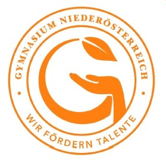 GYMNASIUM NIEDERÖSTERREICH
WIR FÖRDERN TALENTE